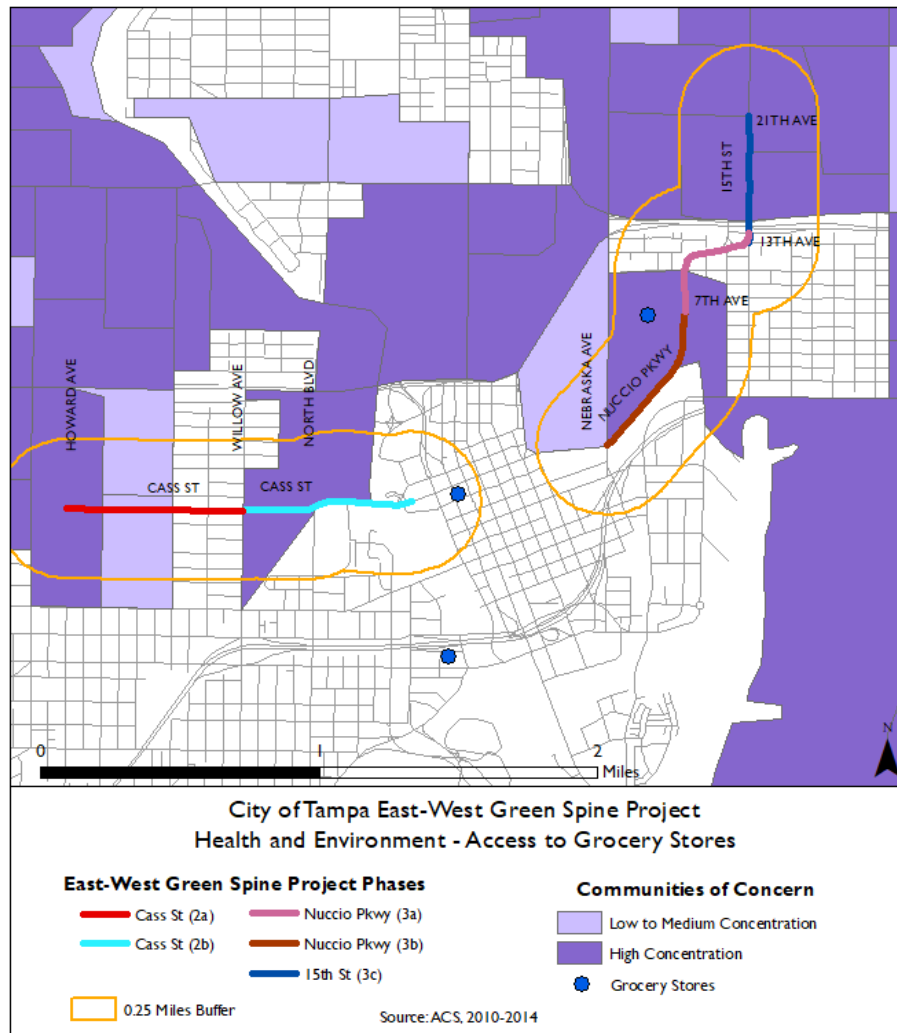 21TH AVE
15TH ST
13TH AVE
7TH AVE
NEBRASKA AVE
NUCCIO PKWY
HOWARD AVE
WILLOW AVE
NORTH BLVD
CASS ST
CASS ST
N
0 1 2
Miles
City of Tampa East-West Green Spine Project
Health and Environment - Access to Grocery Stores
East-West Green Spine Project Phases
Cass St (2a)
Cass St (2b)
Nuccio Pkwy (3a)
Nuccio Pkwy (3b)
15th St (3c)
0.25 Miles Buffer
Communities of Concern
Low to Medium Concentration
High Concentration
Grocery Stores
Source: ACS, 2010-2014